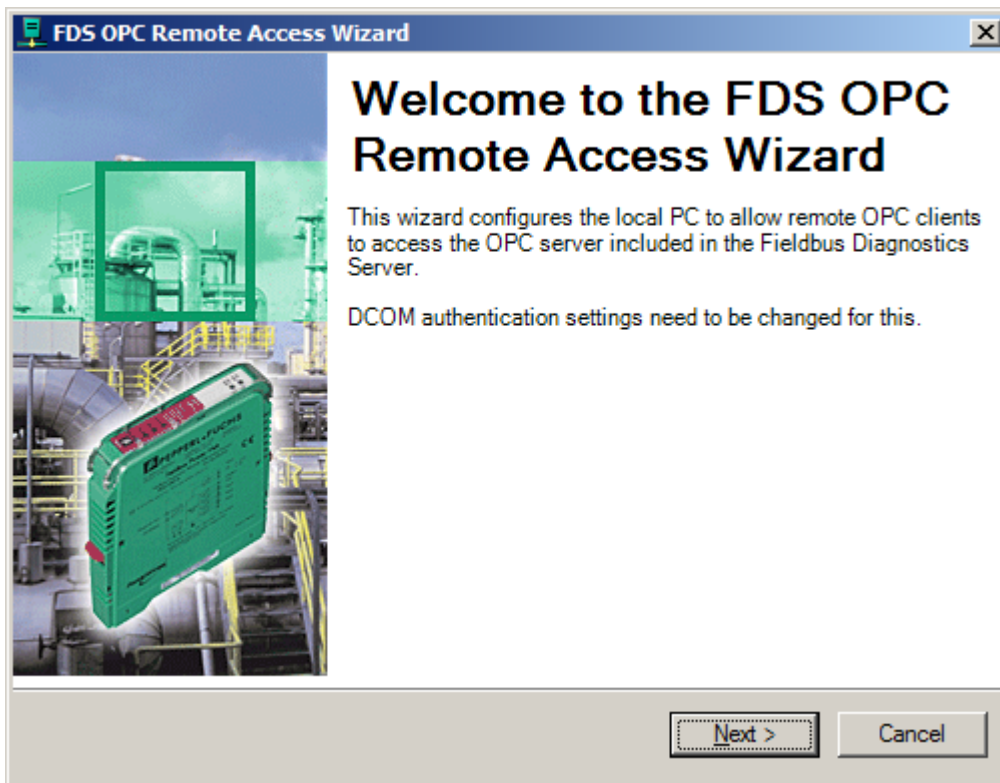 FDS OPC Remote Access Wizard
Welcome to the FDS OPC
Remote Access Wizard
This wizard configures the local PC to allow remote OPC clients
to access the OPC server included in the Fieldbus Diagnostics
Server.
DCOM authentication settings need to be changed for this.
PEPPERL+FUCHS
CE
Next >
Cancel